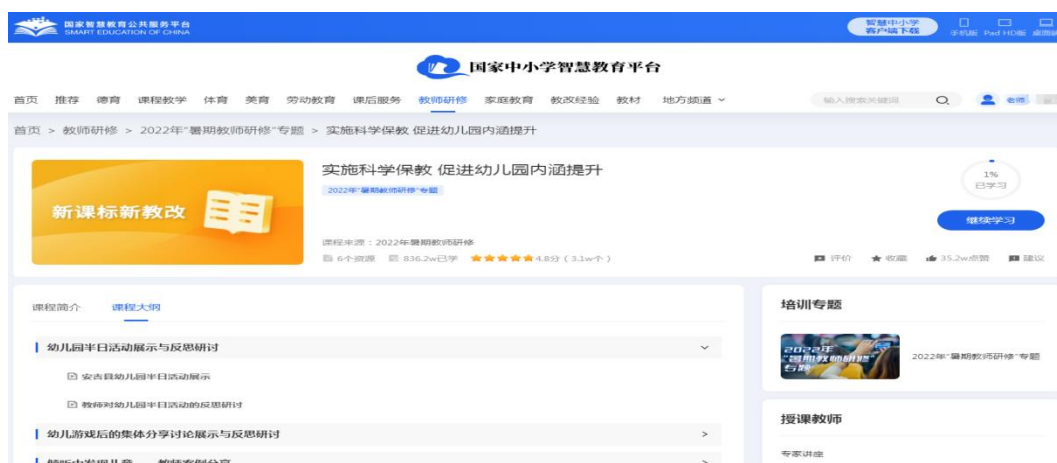 国家智慧教育公共服务平台
SMART EDUCATION OF CHINA
智慧中小学
客户端下载
手机版 Pad HD版
国家中小学智慧教育平台
首页 推荐 德育 课程教学 体育 美育 劳动教育 课后服务 教师研修 家庭教育 教改经验 教材 地方频道
输入搜索关键词
老师
首页 > 教师研修 > 2022年"暑期教师研修"专题 > 实施科学保教 促进幼儿园内涵提升
新课标新教改
实施科学保教 促进幼儿园内涵提升
2022年"暑期教师研修"专题
课程来源：2022年暑期教师研修
6个资源 836.2w已学 4.8分（3.1w个）
1%
已学习
继续学习
评价 收藏 35.2w点赞 建议
课程简介 课程大纲
幼儿园半日活动展示与反思研讨
安吉县幼儿园半日活动展示
教师对幼儿园半日活动的反思研讨
幼儿游戏后的集体分享讨论展示与反思研讨
培训专题
2022年
"暑期教师研修"
专题
2022年"暑期教师研修"专题
授课教师
专家讲座